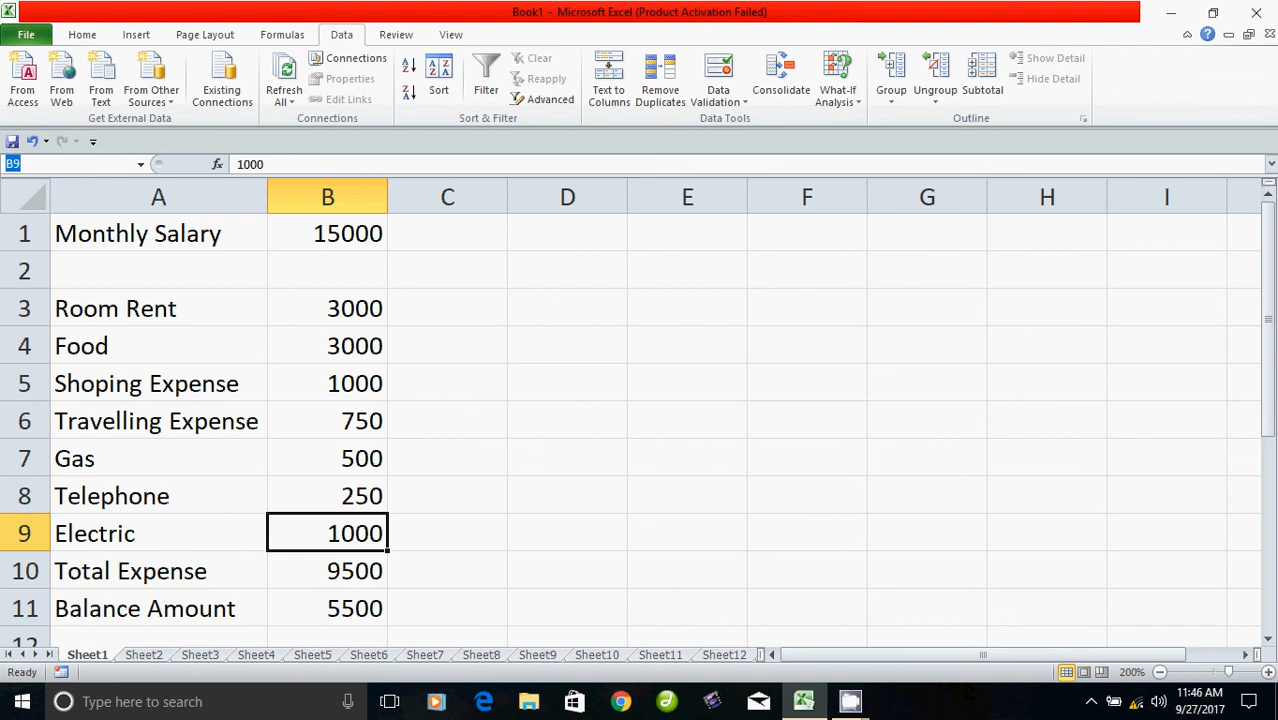 Book1 - Microsoft Excel (Product Activation Failed)
File Home Insert Page Layout Formulas Data Review View
From Access
From Web
From Text
From Other Sources
Existing Connections
Get External Data
Refresh All
Connections
Properties
Edit Links
Connections
Sort
Filter
Clear
Reapply
Advanced
Sort & Filter
Text to Columns
Remove Duplicates
Data Validation
Consolidate
What-If Analysis
Data Tools
Group
Ungroup
Subtotal
Show Detail
Hide Detail
Outline
B9 fx 1000
A B C D E F G H I
1 Monthly Salary 15000
2
3 Room Rent 3000
4 Food 3000
5 Shoping Expense 1000
6 Travelling Expense 750
7 Gas 500
8 Telephone 250
9 Electric 1000
10 Total Expense 9500
11 Balance Amount 5500
12
Sheet1 Sheet2 Sheet3 Sheet4 Sheet5 Sheet6 Sheet7 Sheet8 Sheet9 Sheet10 Sheet11 Sheet12
Ready 200%
Type here to search
11:46 AM
9/27/2017